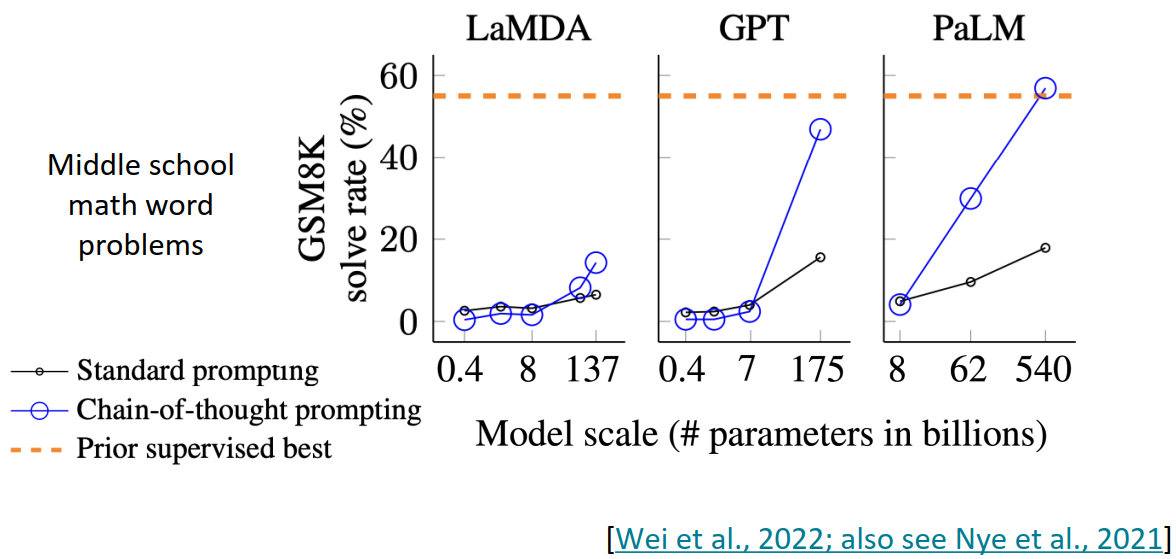 LaMDA GPT PaLM
Middle school
math word
problems
GSM8K
solve rate (%)
60
40
20
0
0.4 8 137 0.4 7 175 8 62 540
Model scale (# parameters in billions)
Standard prompting
Chain-of-thought prompting
Prior supervised best
[Wei et al., 2022; also see Nye et al., 2021]